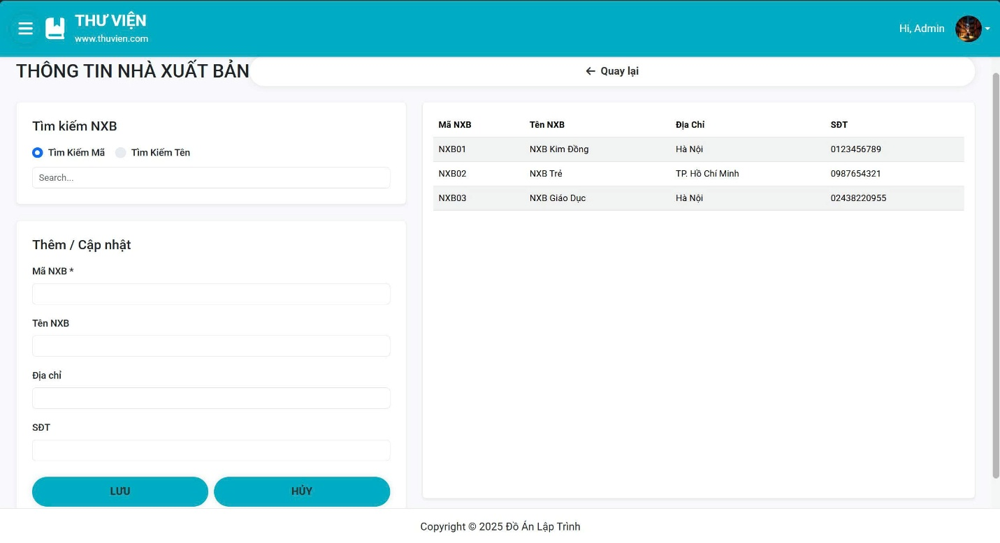 THƯ VIỆN
www.thuvien.com
Hi, Admin
THÔNG TIN NHÀ XUẤT BẢN
Quay lại
Tìm kiếm NXB
Tìm Kiếm Mã Tìm Kiếm Tên
Search...
Thêm / Cập nhật
Mã NXB *
Tên NXB
Địa chỉ
SĐT
LƯU HỦY
Mã NXB Tên NXB Địa Chỉ SĐT
NXB01 NXB Kim Đồng Hà Nội 0123456789
NXB02 NXB Trẻ TP. Hồ Chí Minh 0987654321
NXB03 NXB Giáo Dục Hà Nội 02438220955
Copyright © 2025 Đồ Án Lập Trình